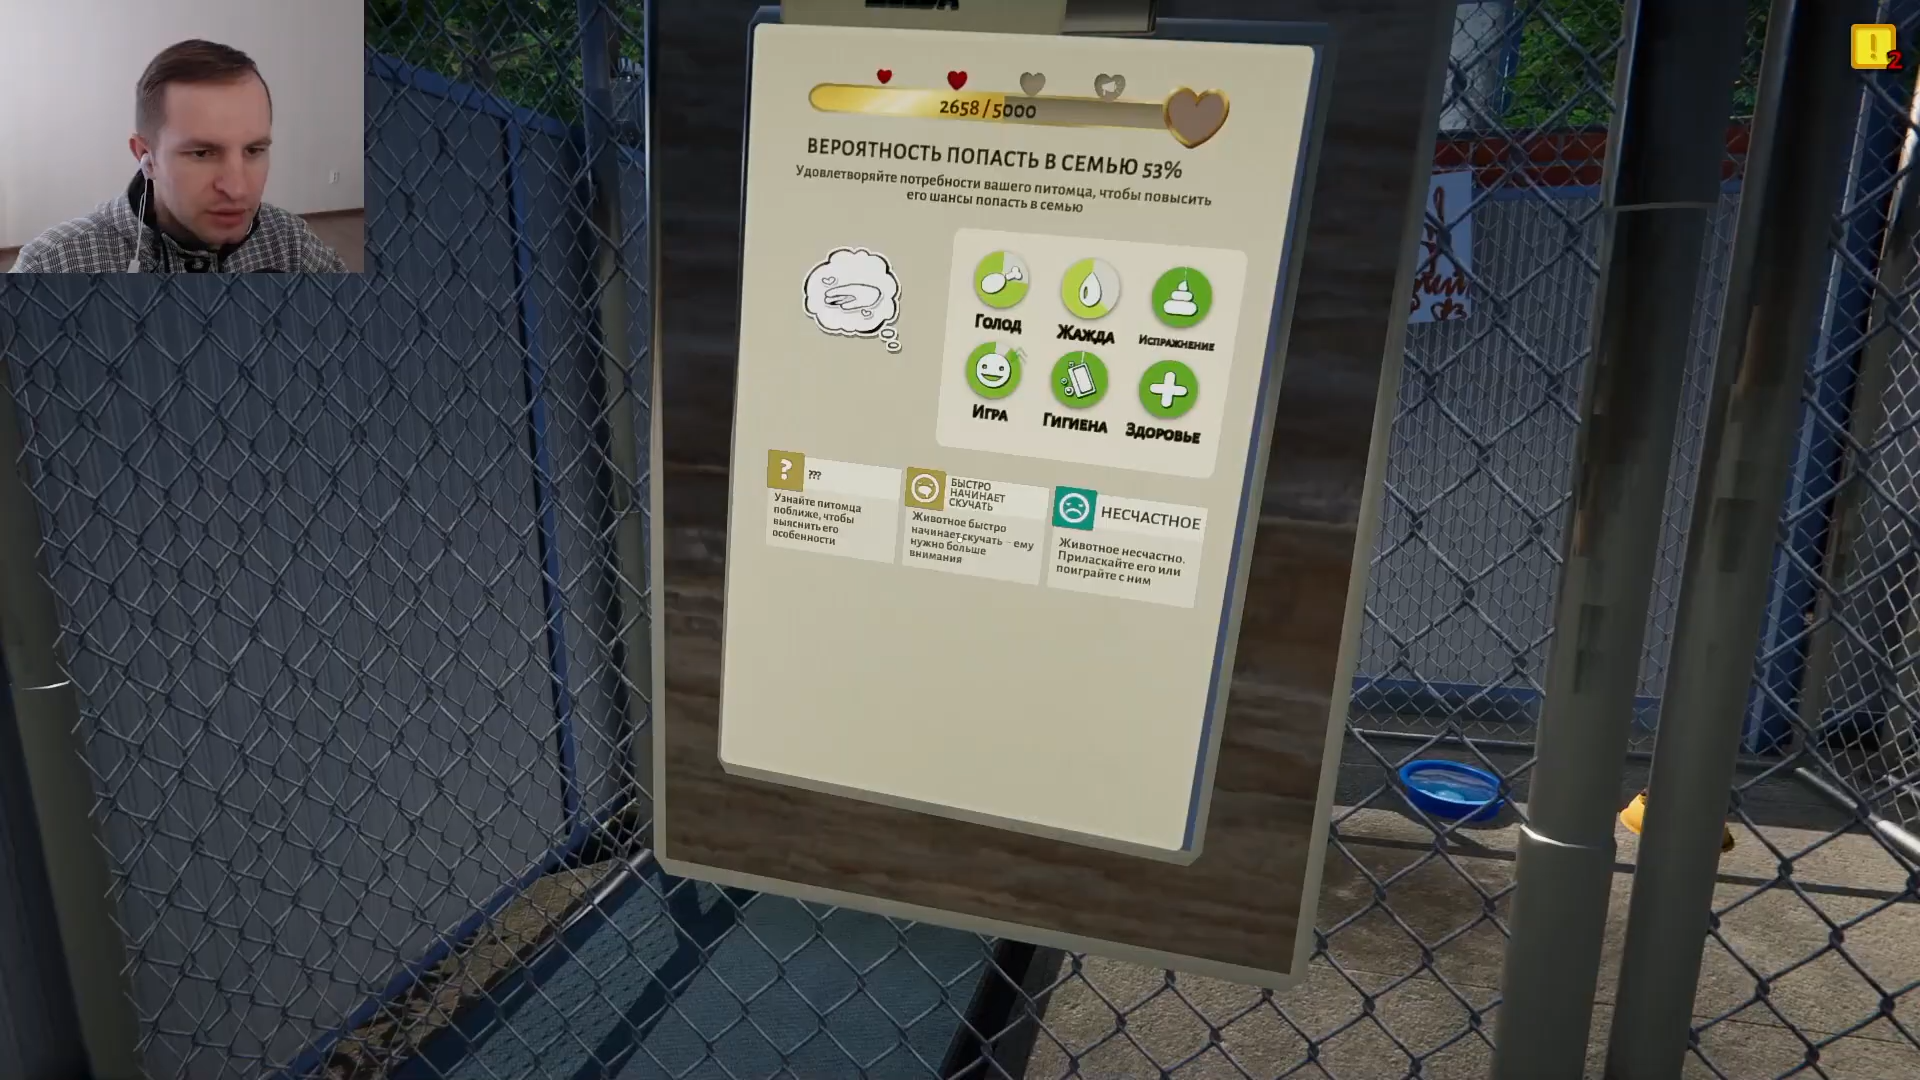 2
2658/5000
ВЕРОЯТНОСТЬ ПОПАСТЬ В СЕМЬЮ 53%
Удовлетворяйте потребности вашего питомца, чтобы повысить
его шансы попасть в семью
Голод
Жажда
Испражнение
Игра
Гигиена
Здоровье
???
Узнайте питомца
поближе, чтобы
выяснить его
особенности
БЫСТРО
НАЧИНАЕТ
СКУЧАТЬ
Животное быстро
начинает скучать – ему
нужно больше
внимания
НЕСЧАСТНОЕ
Животное несчастно.
Приласкайте его или
поиграйте с ним